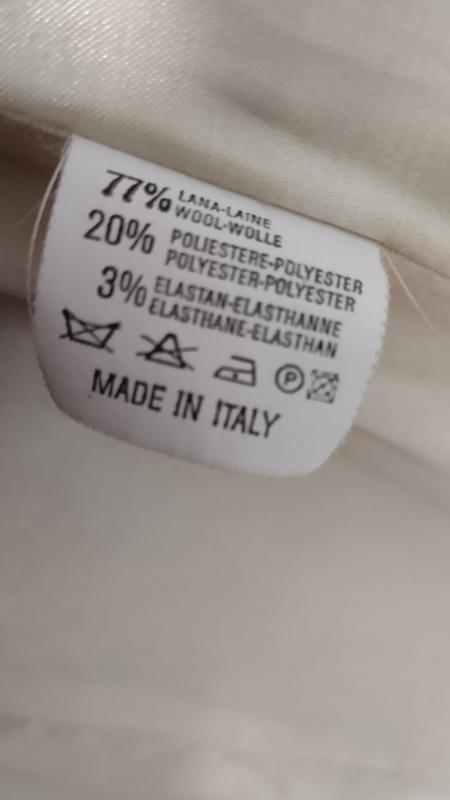 77% LANA-LAINE
WOOL-WOLLE
20% POLIESTERE-POLYESTER
POLYESTER-POLYESTER
3% ELASTAN-ELASTHANNE
ELASTHANE-ELASTHAN
P
MADE IN ITALY